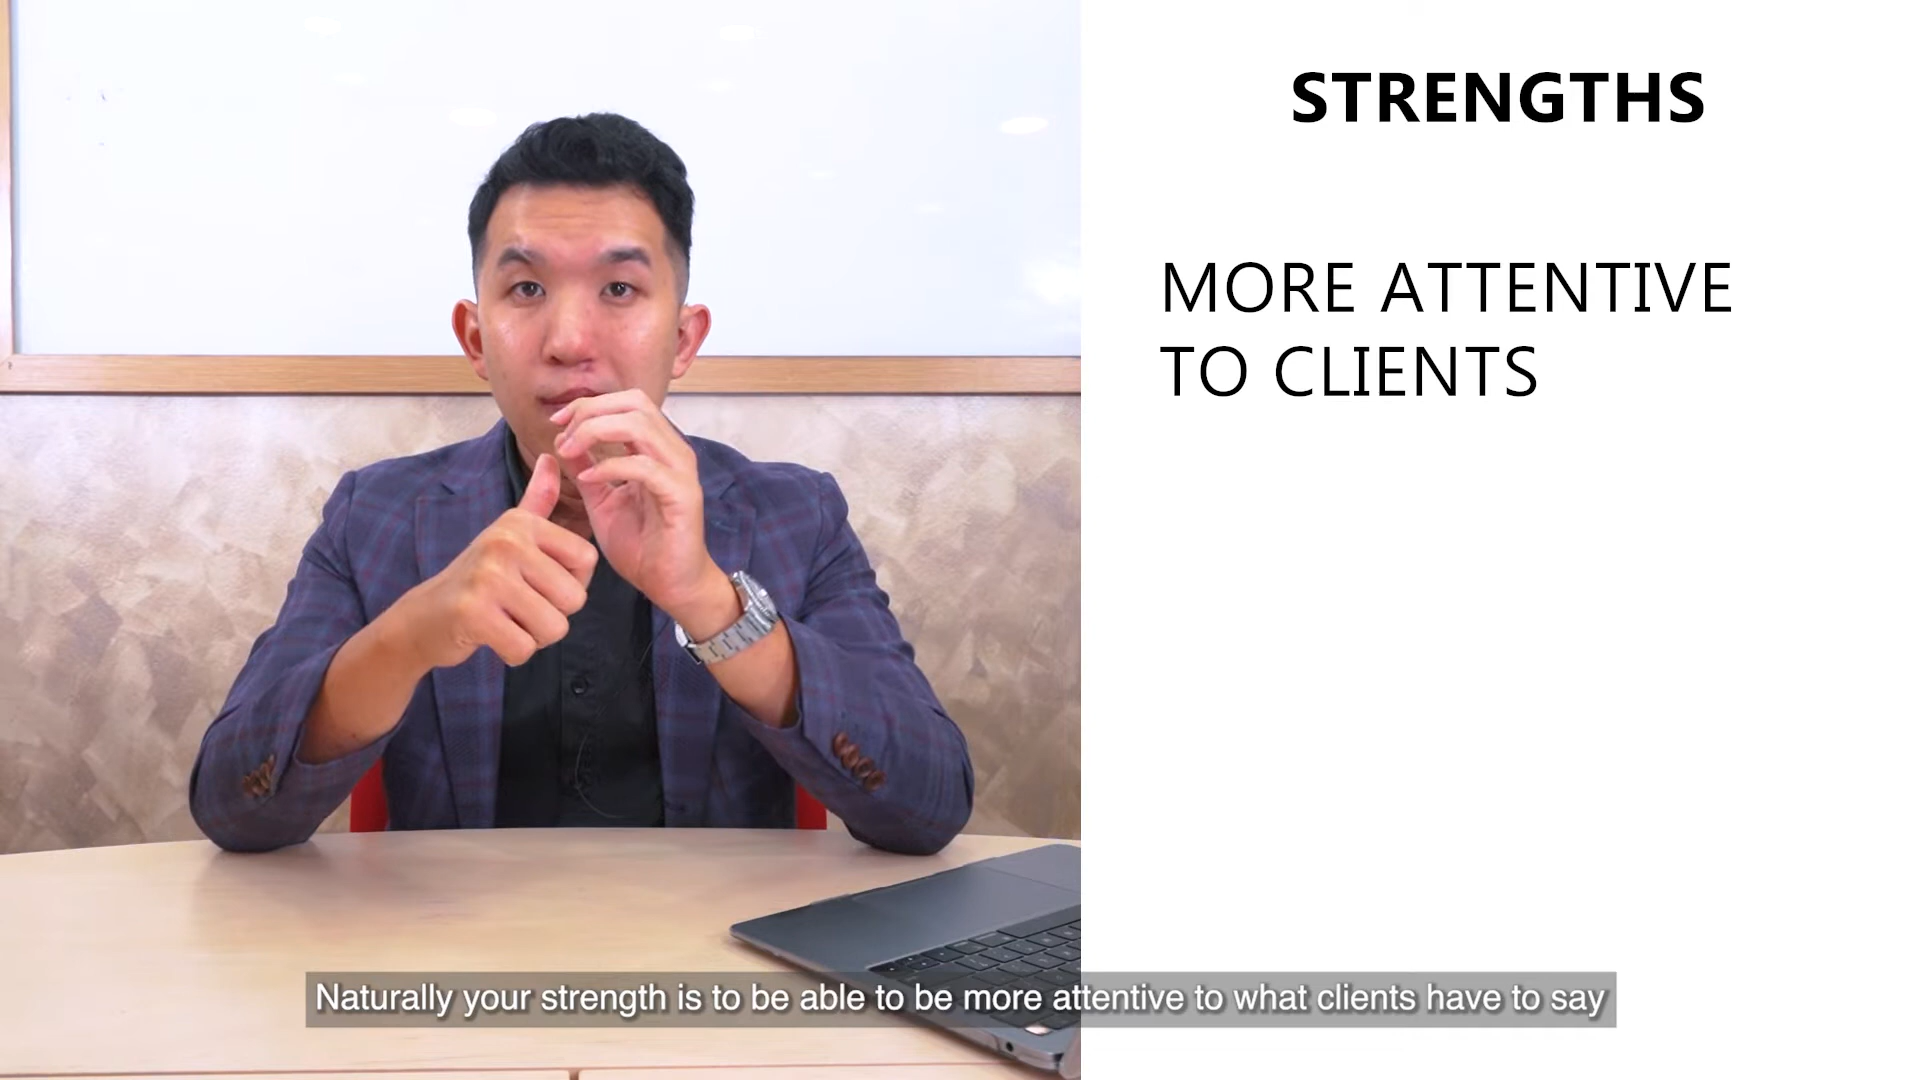 STRENGTHS
MORE ATTENTIVE
TO CLIENTS
Naturally your strength is to be able to be more attentive to what clients have to say